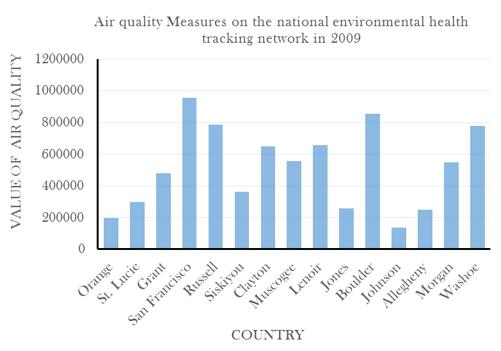 Air quality Measures on the national environmental health
tracking network in 2009
VALUE OF AIR QUALITY
1200000
1000000
800000
600000
400000
200000
0
Orange
St. Lucie
Grant
San Francisco
Russell
Siskiyou
Clayton
Muscogee
Lenoir
Jones
Boulder
Johnson
Allegheny
Morgan
Washoe
COUNTRY